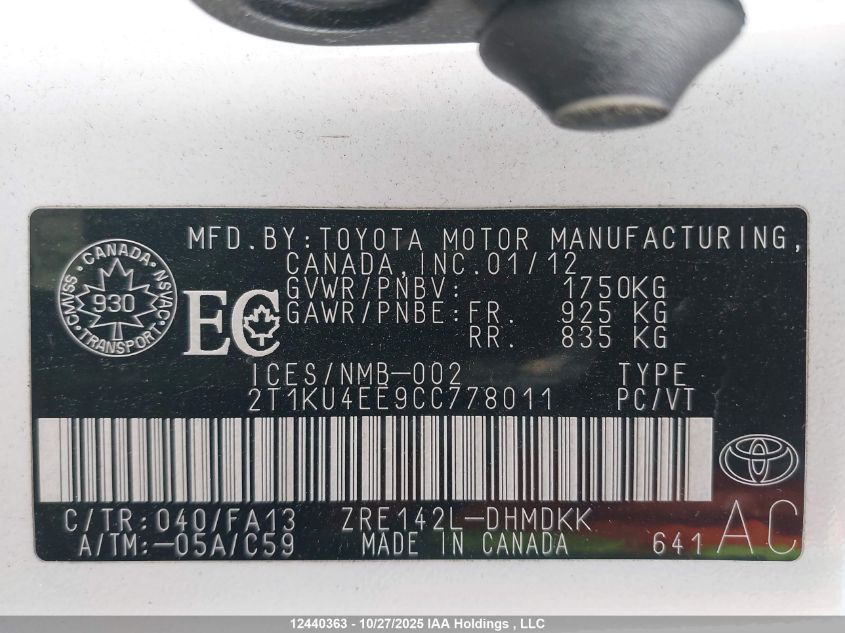 MFD.BY:TOYOTA MOTOR MANUFACTURING,
CANADA,INC.01/12
GVWR/PNBV: 1750KG
GAWR/PNBE:FR. 925 KG
RR. 835 KG
CANADA
CMVSS 930 NSVAC
TRANSPORT
EC
ICES/NMB-002 TYPE
2T1KU4EE9CC778011 PC/VT
C/TR:040/FA13 ZRE142L-DHMDKK
A/TM:-05A/C59 MADE IN CANADA 641 AC
12440363 - 10/27/2025 IAA Holdings , LLC